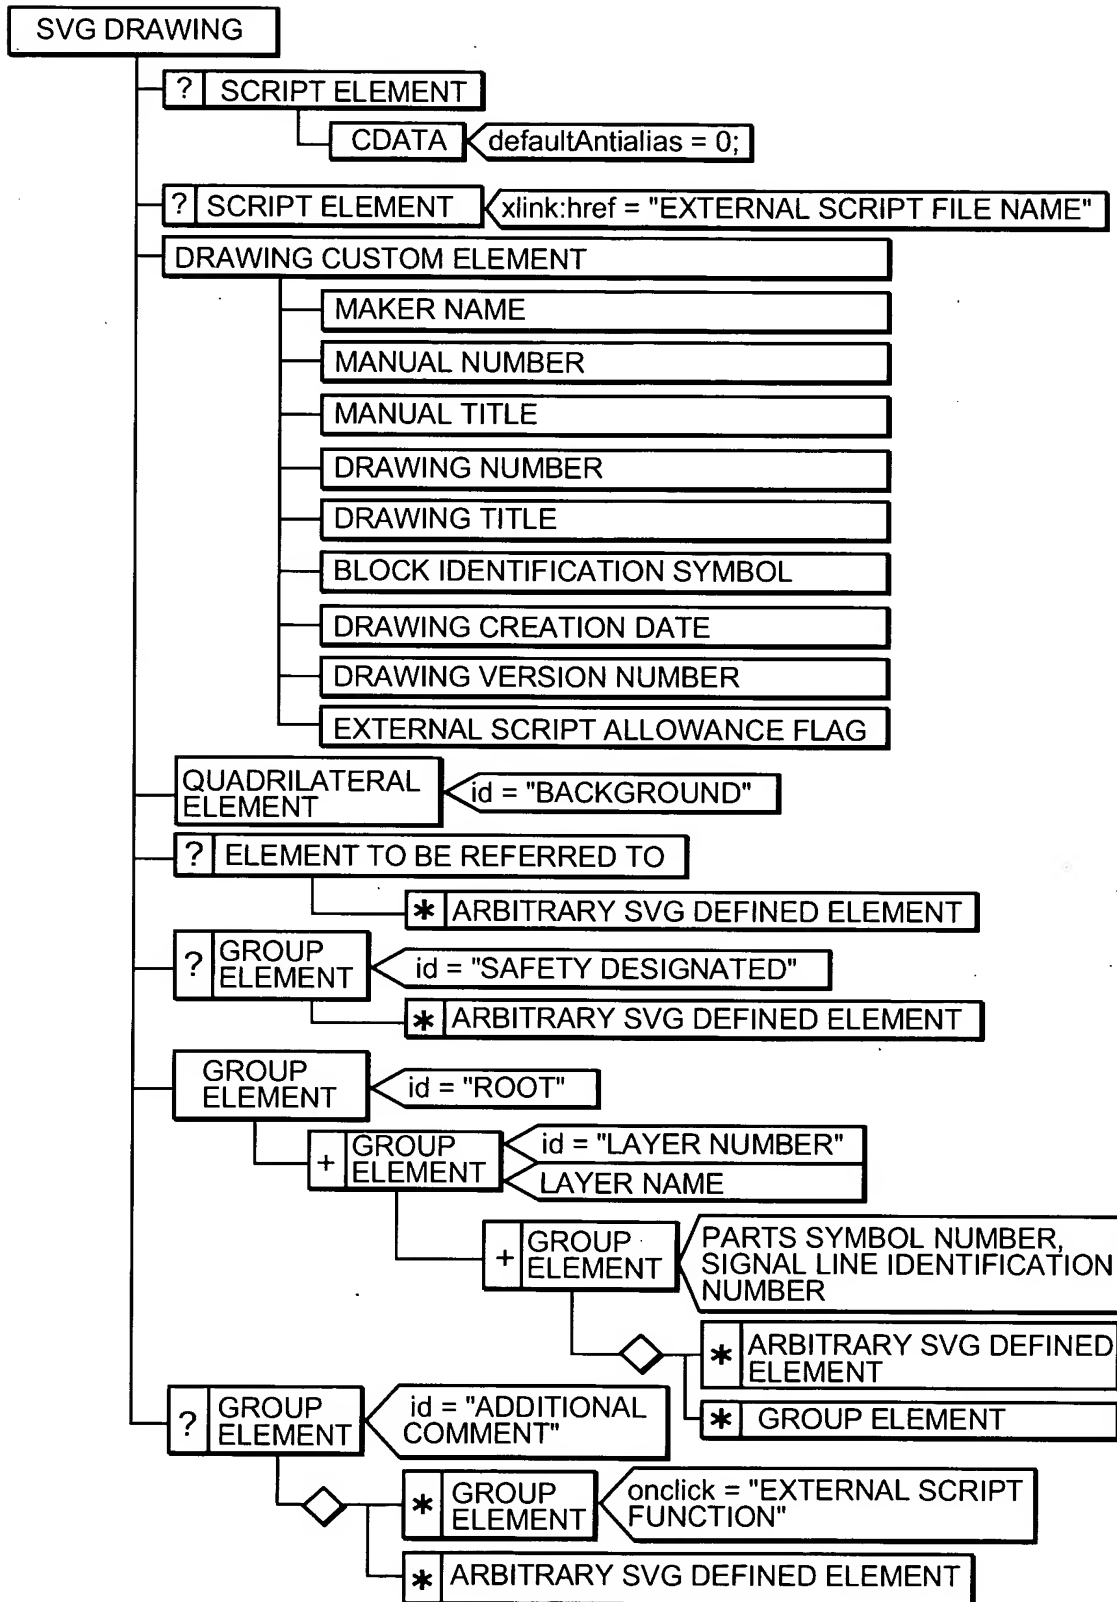 SVG DRAWING
? SCRIPT ELEMENT
CDATA defaultAntialias = 0;
? SCRIPT ELEMENT xlink:href = "EXTERNAL SCRIPT FILE NAME"
DRAWING CUSTOM ELEMENT
MAKER NAME
MANUAL NUMBER
MANUAL TITLE
DRAWING NUMBER
DRAWING TITLE
BLOCK IDENTIFICATION SYMBOL
DRAWING CREATION DATE
DRAWING VERSION NUMBER
EXTERNAL SCRIPT ALLOWANCE FLAG
QUADRILATERAL
ELEMENT
id = "BACKGROUND"
? ELEMENT TO BE REFERRED TO
* ARBITRARY SVG DEFINED ELEMENT
? GROUP
ELEMENT
id = "SAFETY DESIGNATED"
* ARBITRARY SVG DEFINED ELEMENT
GROUP
ELEMENT
id = "ROOT"
+ GROUP
ELEMENT
id = "LAYER NUMBER"
LAYER NAME
+ GROUP
ELEMENT
PARTS SYMBOL NUMBER,
SIGNAL LINE IDENTIFICATION
NUMBER
* ARBITRARY SVG DEFINED
ELEMENT
* GROUP ELEMENT
? GROUP
ELEMENT
id = "ADDITIONAL
COMMENT"
* GROUP
ELEMENT
onclick = "EXTERNAL SCRIPT
FUNCTION"
* ARBITRARY SVG DEFINED ELEMENT